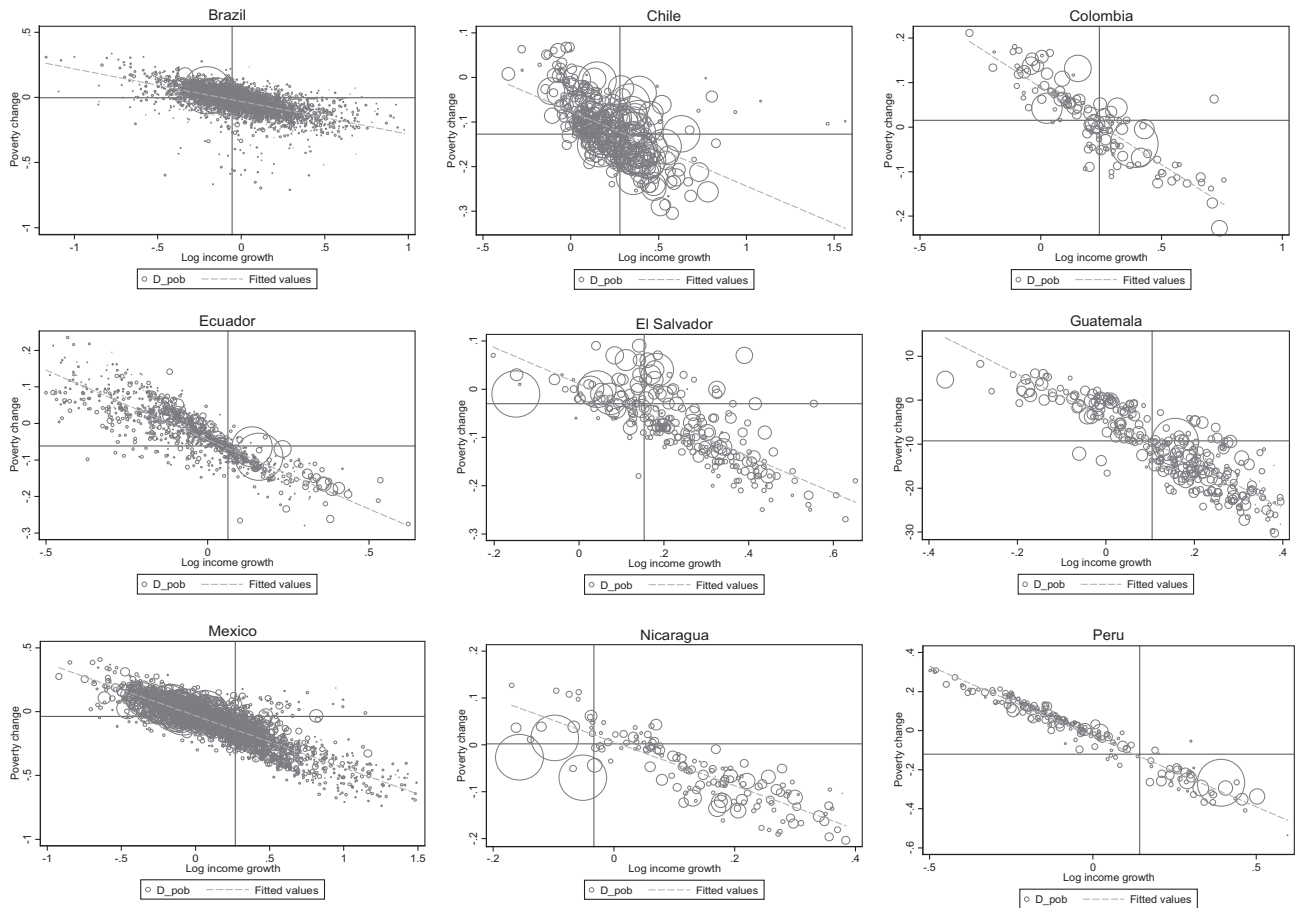 Brazil
Poverty change
.5
0
-.5
-1
-1 -.5 0 .5 1
Log income growth
D_pob Fitted values
Chile
Poverty change
.1
0
-.1
-.2
-.3
-.5 0 .5 1 1.5
Log income growth
D_pob Fitted values
Colombia
Poverty change
.2
.1
0
-.1
-.2
-.5 0 .5 1
Log income growth
D_pob Fitted values
Ecuador
Poverty change
.2
.1
0
-.1
-.2
-.3
-.5 0 .5
Log income growth
D_pob Fitted values
El Salvador
Poverty change
.1
0
-.1
-.2
-.3
-.2 0 .2 .4 .6
Log income growth
D_pob Fitted values
Guatemala
Poverty change
10
0
-10
-20
-30
-.4 -.2 0 .2 .4
Log income growth
D_pob Fitted values
Mexico
Poverty change
.5
0
-.5
-1
-1 -.5 0 .5 1 1.5
Log income growth
D_pob Fitted values
Nicaragua
Poverty change
.2
.1
0
-.1
-.2
-.2 0 .2 .4
Log income growth
D_pob Fitted values
Peru
Poverty change
.4
.2
0
-.2
-.4
-.6
-.5 0 .5
Log income growth
D_pob Fitted values